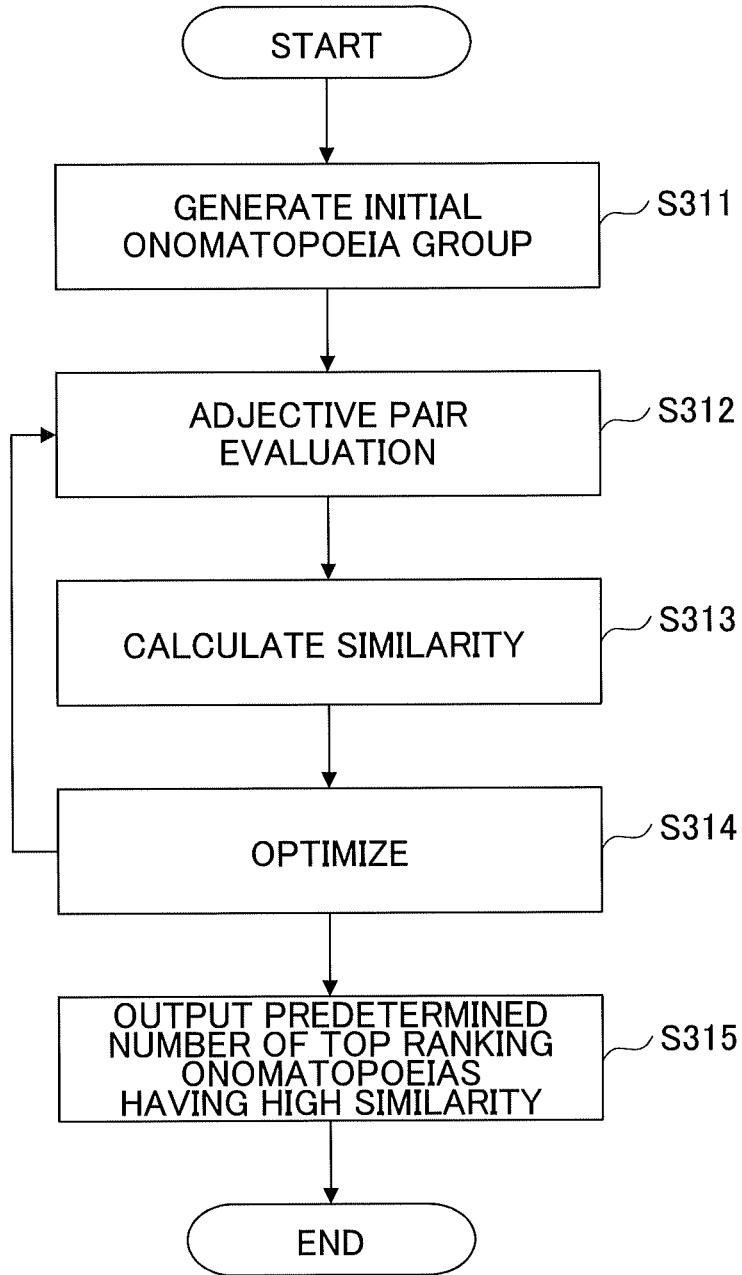 START
GENERATE INITIAL
ONOMATOPOEIA GROUP
S311
ADJECTIVE PAIR
EVALUATION
S312
CALCULATE SIMILARITY
S313
OPTIMIZE
S314
OUTPUT PREDETERMINED
NUMBER OF TOP RANKING
ONOMATOPOEIAS
HAVING HIGH SIMILARITY
S315
END